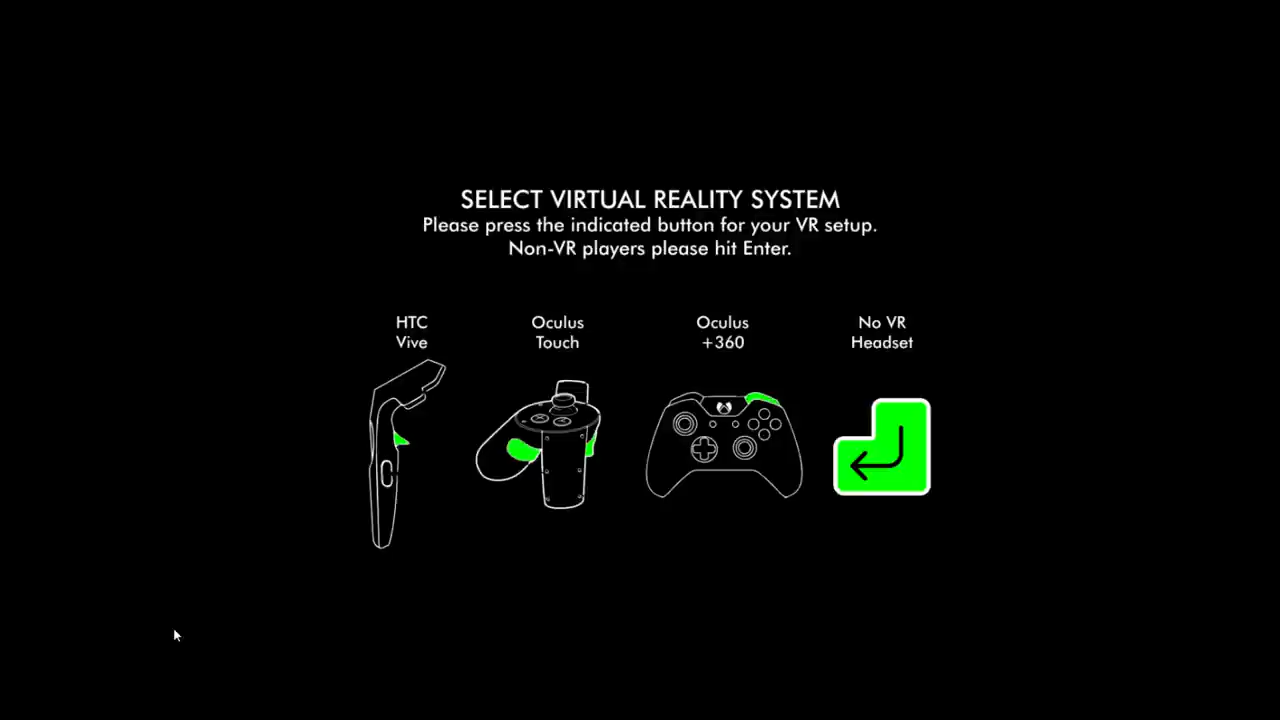 SELECT VIRTUAL REALITY SYSTEM
Please press the indicated button for your VR setup.
Non-VR players please hit Enter.
HTC
Vive
Oculus
Touch
Oculus
+360
No VR
Headset